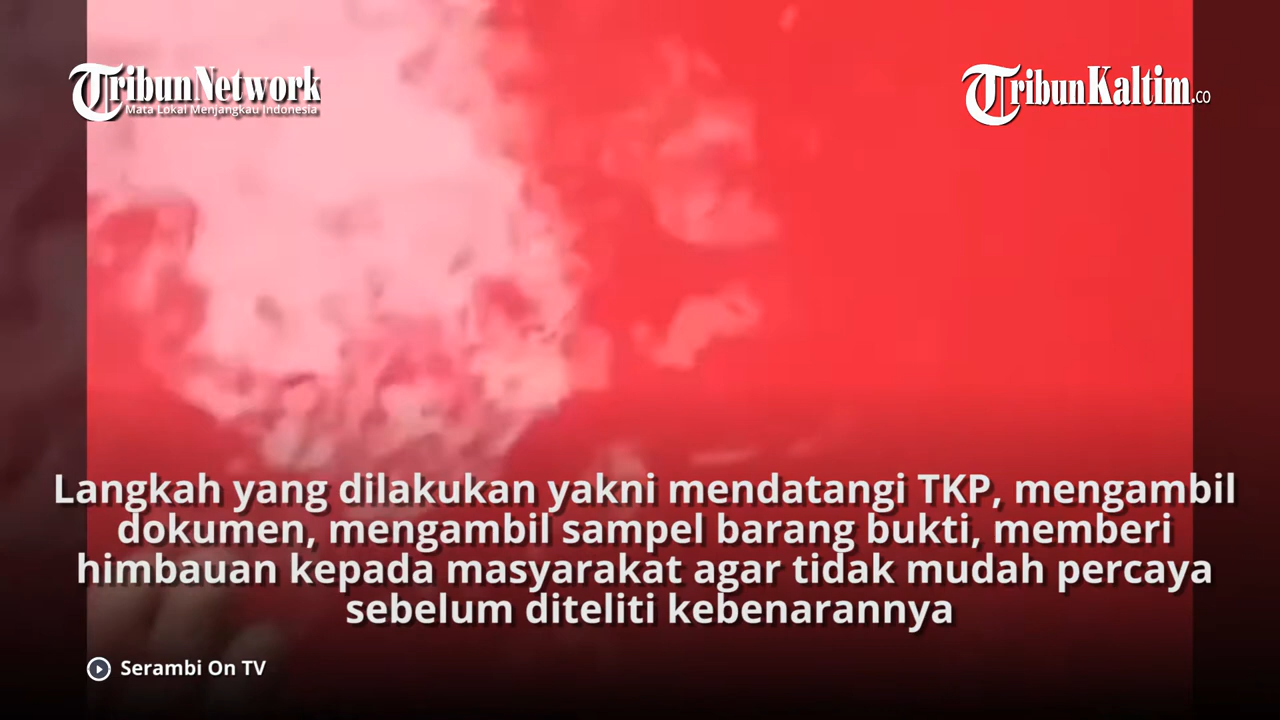 TribunNetwork
Mata Lokal Menjangkau Indonesia
TribunKaltim.co
Langkah yang dilakukan yakni mendatangi TKP, mengambil
dokumen, mengambil sampel barang bukti, memberi
himbauan kepada masyarakat agar tidak mudah percaya
sebelum diteliti kebenarannya
Serambi On TV